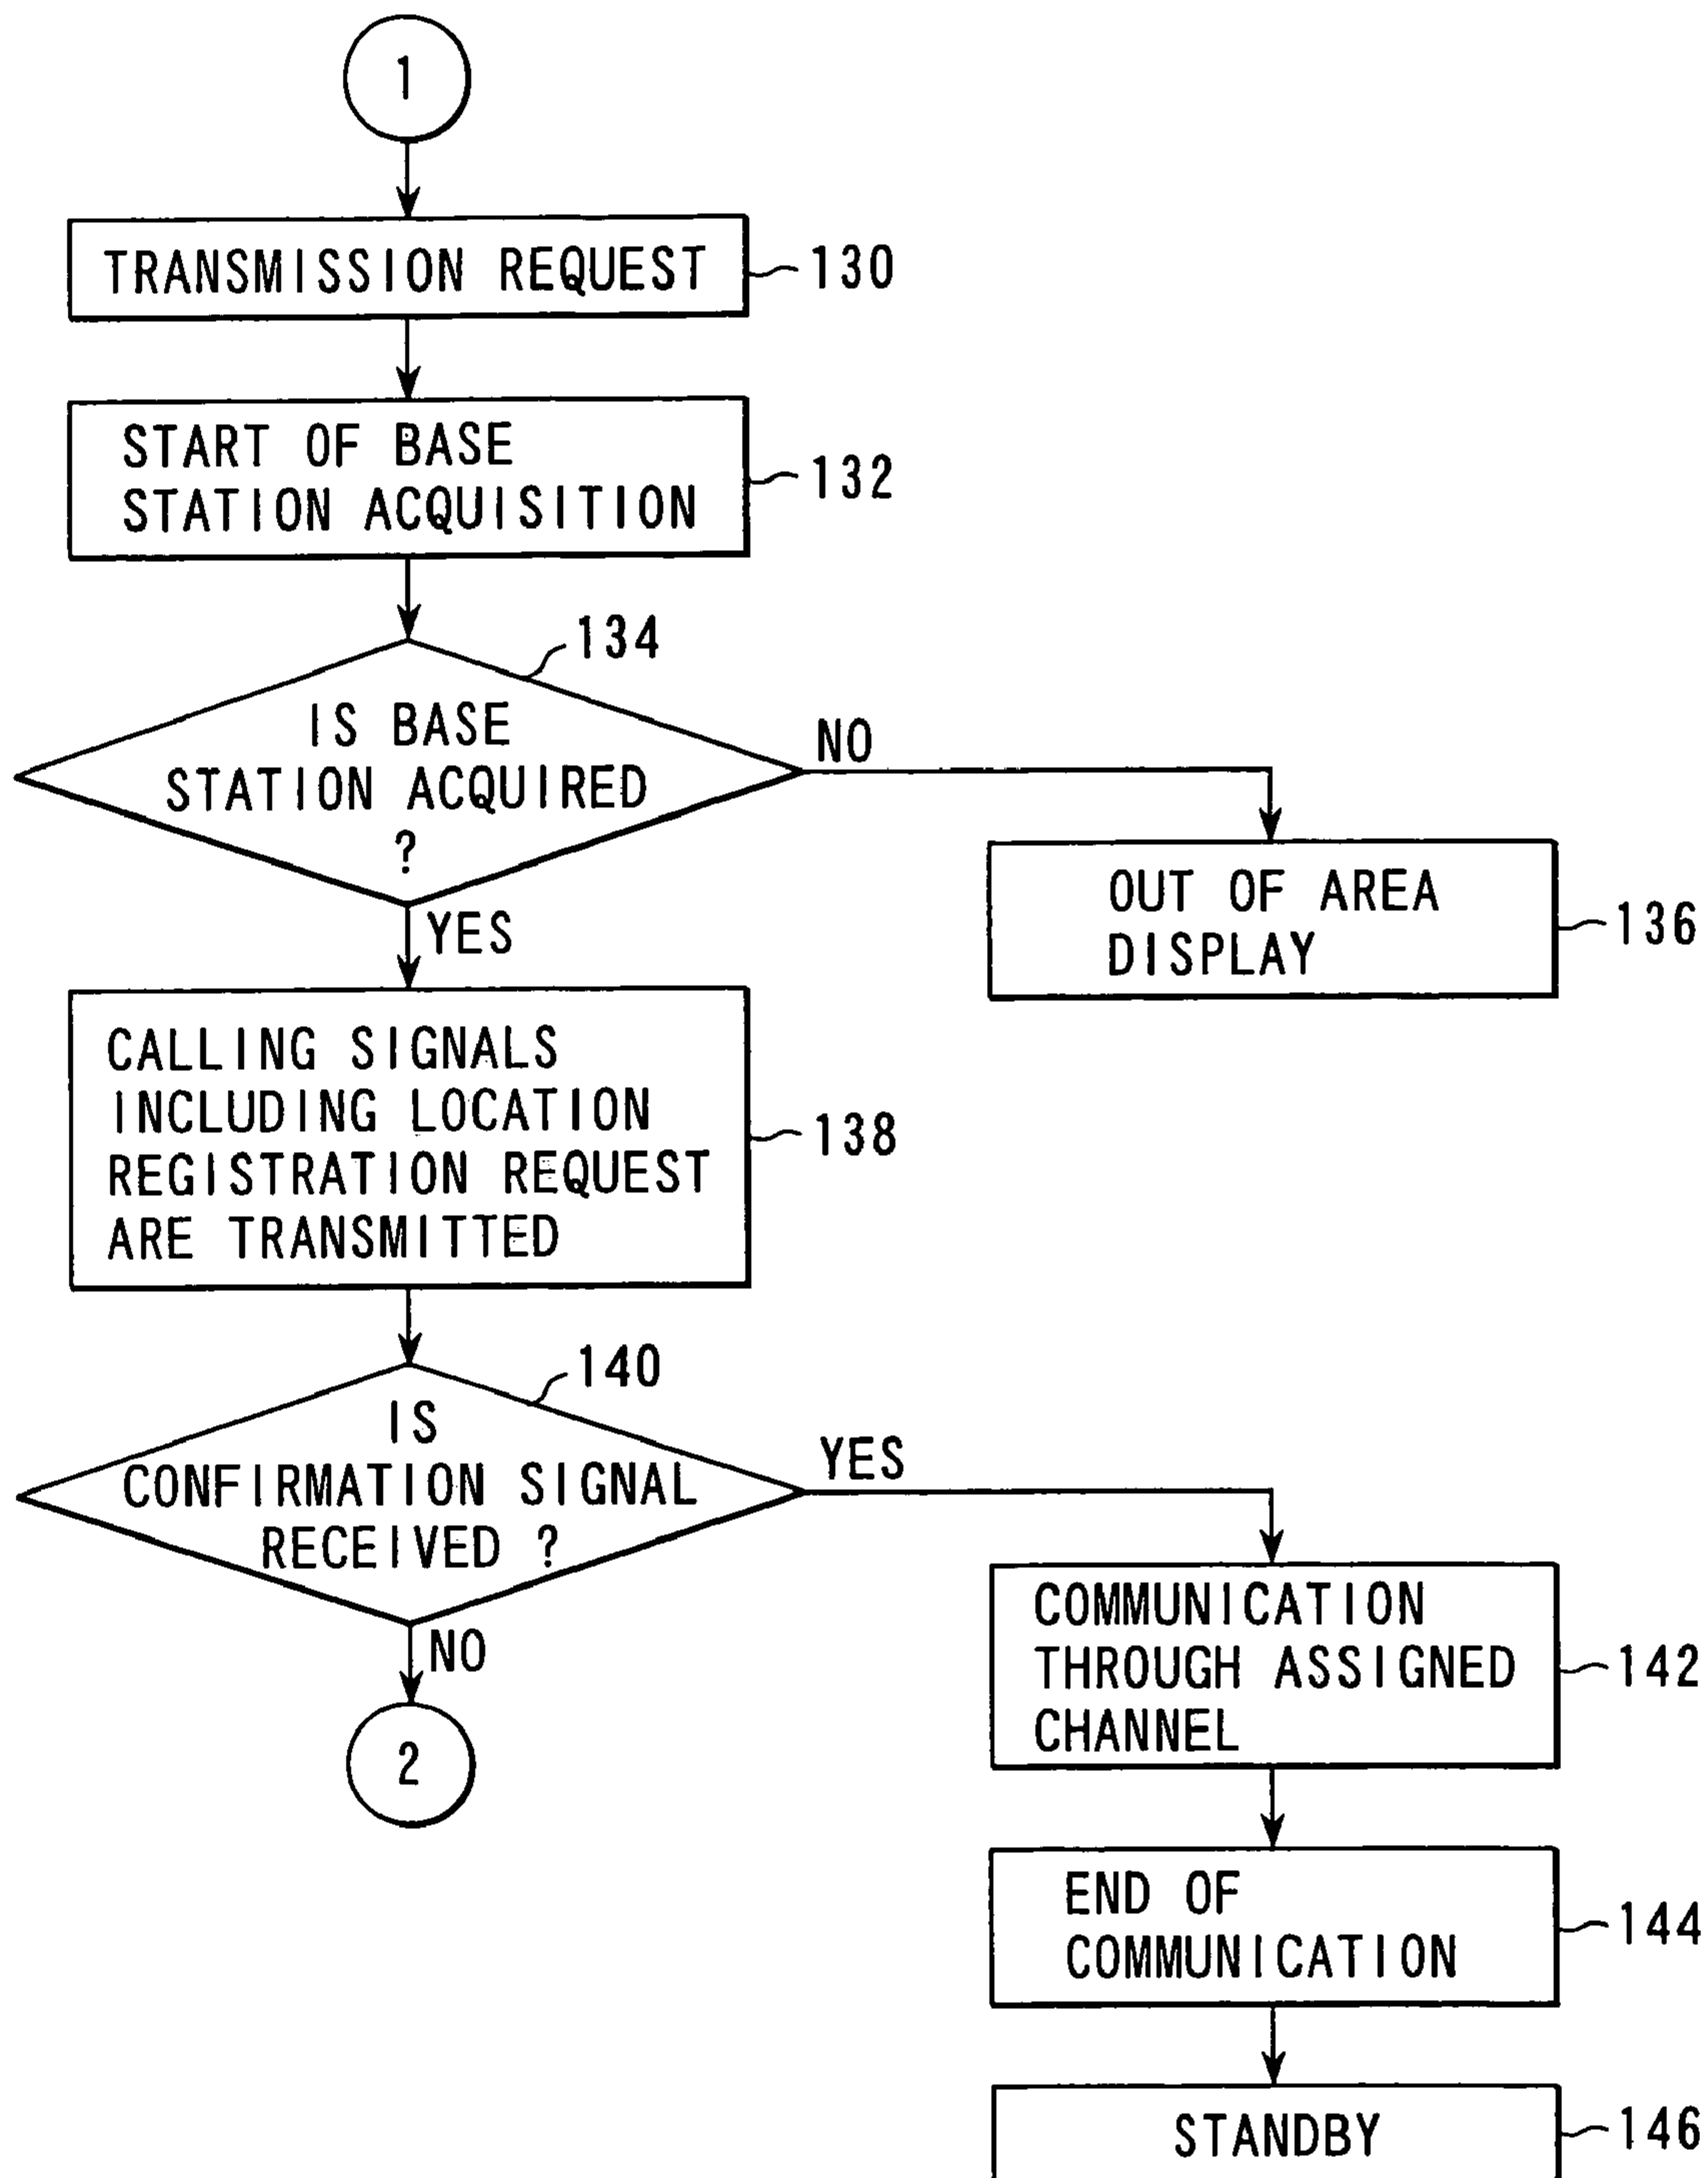 1
TRANSMISSION REQUEST
130
START OF BASE
STATION ACQUISITION
132
134
IS BASE
STATION ACQUIRED
?
NO
OUT OF AREA
DISPLAY
136
YES
CALLING SIGNALS
INCLUDING LOCATION
REGISTRATION REQUEST
ARE TRANSMITTED
138
140
IS
CONFIRMATION SIGNAL
RECEIVED ?
YES
COMMUNICATION
THROUGH ASSIGNED
CHANNEL
142
NO
2
END OF
COMMUNICATION
144
STANDBY
146